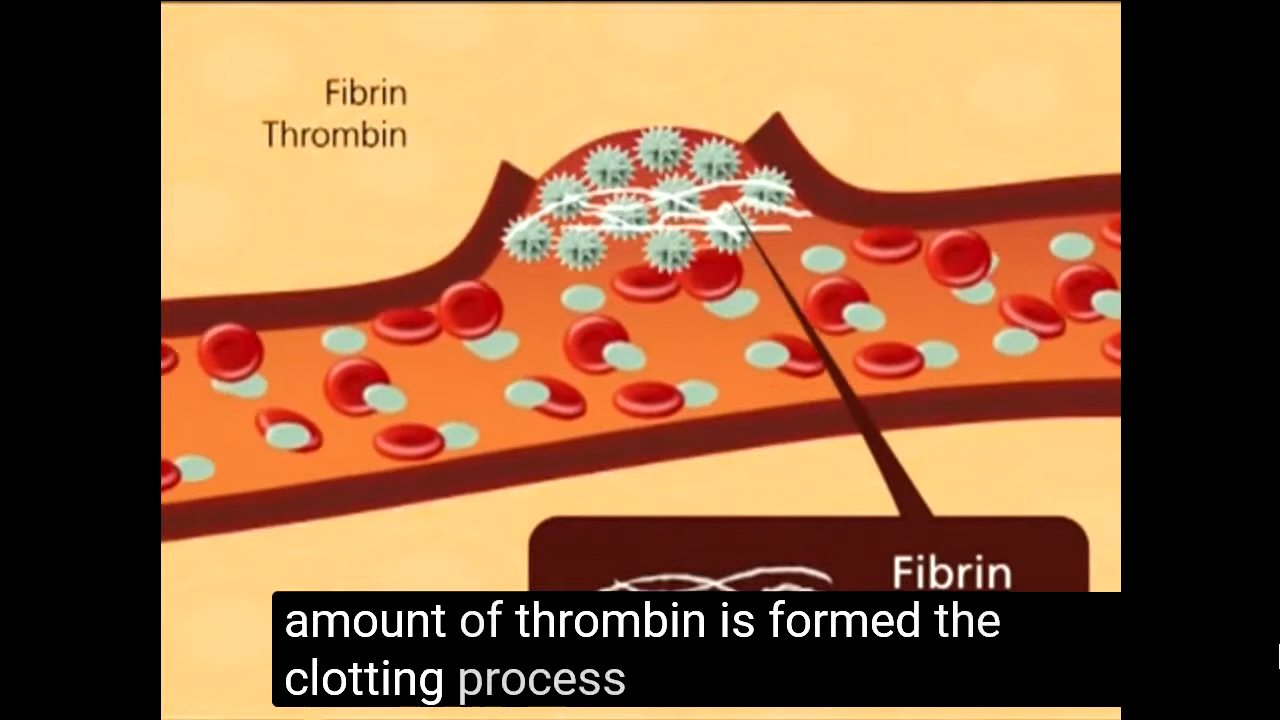 Fibrin
Thrombin
Fibrin
amount of thrombin is formed the
clotting process